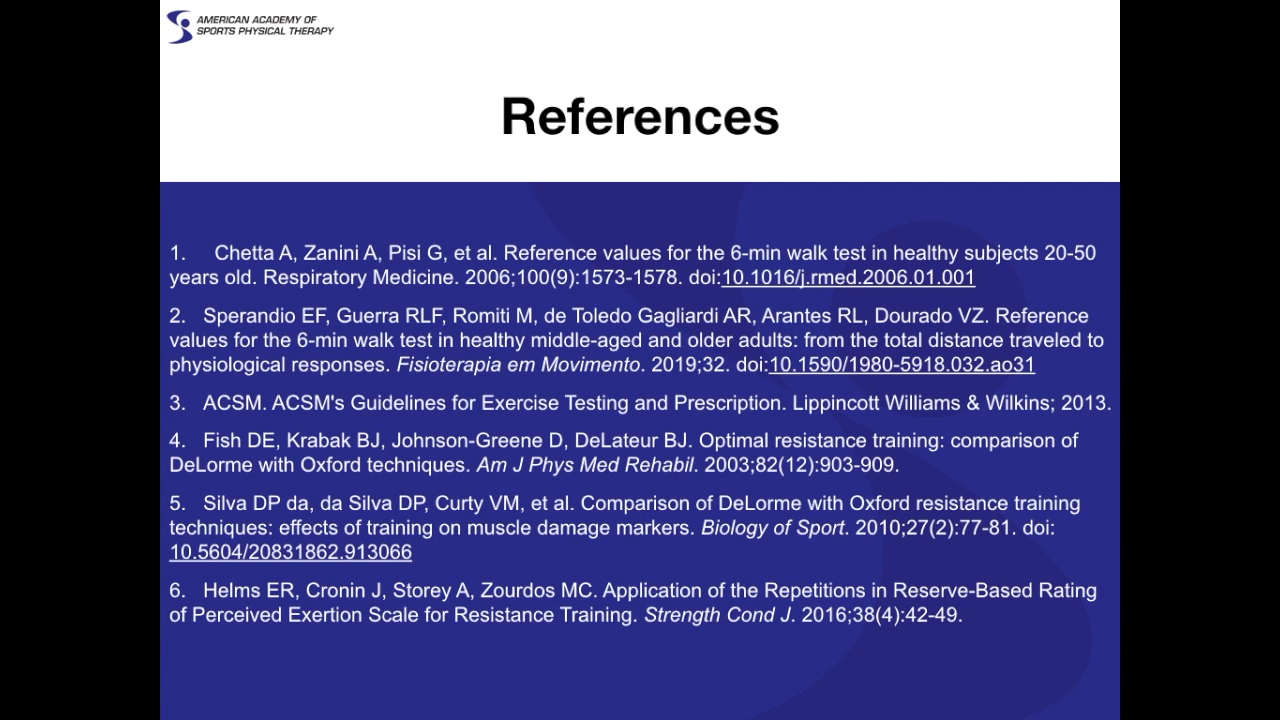 AMERICAN ACADEMY OF
SPORTS PHYSICAL THERAPY
References
1. Chetta A, Zanini A, Pisi G, et al. Reference values for the 6-min walk test in healthy subjects 20-50
years old. Respiratory Medicine. 2006;100(9):1573-1578. doi:10.1016/j.rmed.2006.01.001
2. Sperandio EF, Guerra RLF, Romiti M, de Toledo Gagliardi AR, Arantes RL, Dourado VZ. Reference
values for the 6-min walk test in healthy middle-aged and older adults: from the total distance traveled to
physiological responses. Fisioterapia em Movimento. 2019;32. doi:10.1590/1980-5918.032.ao31
3. ACSM. ACSM's Guidelines for Exercise Testing and Prescription. Lippincott Williams & Wilkins; 2013.
4. Fish DE, Krabak BJ, Johnson-Greene D, DeLateur BJ. Optimal resistance training: comparison of
DeLorme with Oxford techniques. Am J Phys Med Rehabil. 2003;82(12):903-909.
5. Silva DP da, da Silva DP, Curty VM, et al. Comparison of DeLorme with Oxford resistance training
techniques: effects of training on muscle damage markers. Biology of Sport. 2010;27(2):77-81. doi:
10.5604/20831862.913066
6. Helms ER, Cronin J, Storey A, Zourdos MC. Application of the Repetitions in Reserve-Based Rating
of Perceived Exertion Scale for Resistance Training. Strength Cond J. 2016;38(4):42-49.